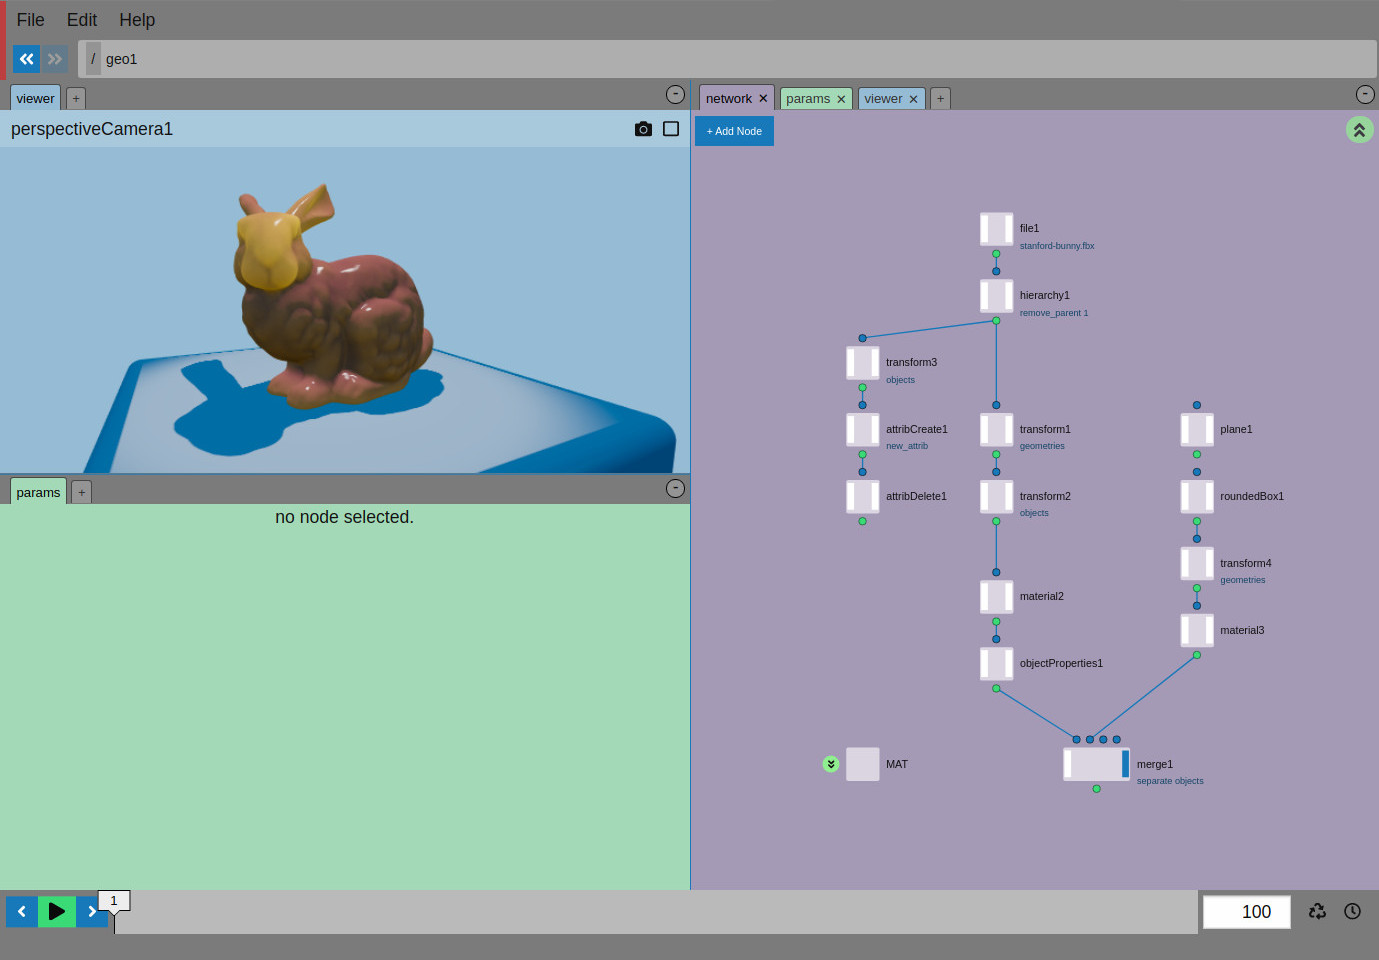 File Edit Help
/ geo1
viewer +
perspectiveCamera1
params +
no node selected.
network × params × viewer × +
+ Add Node
file1
stanford-bunny.fbx
hierarchy1
remove_parent 1
transform3
objects
attribCreate1
new_attrib
transform1
geometries
plane1
attribDelete1
transform2
objects
roundedBox1
transform4
geometries
material2
material3
objectProperties1
MAT
merge1
separate objects
1
100